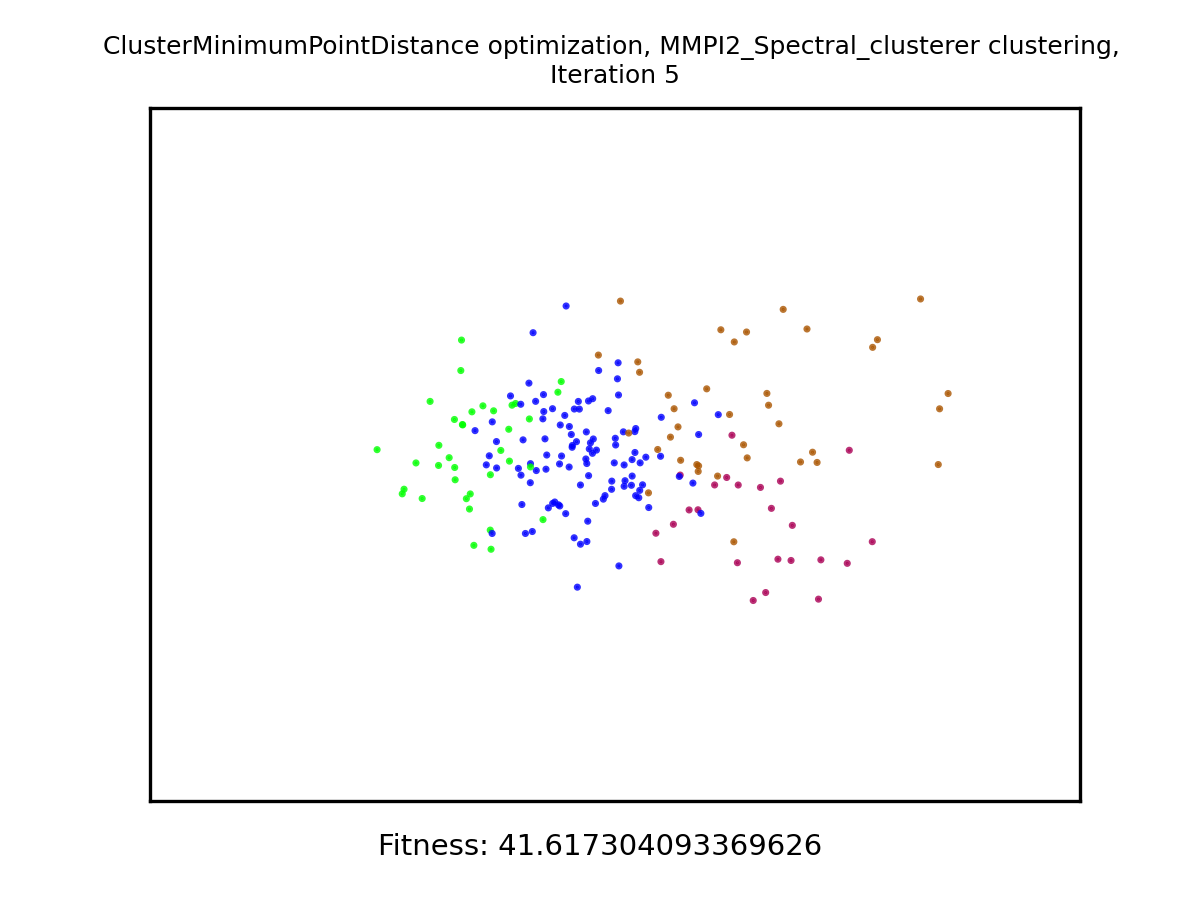 ClusterMinimumPointDistance optimization, MMPI2_Spectral_clusterer clustering,
Iteration 5
Fitness: 41.617304093369626